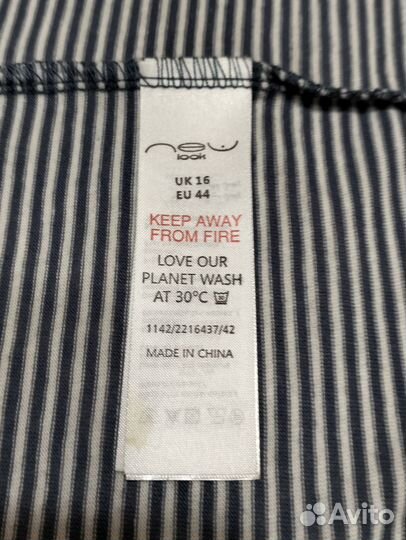 new
look
UK 16
EU 44
KEEP AWAY
FROM FIRE
LOVE OUR
PLANET WASH
AT 30°C
1142/2216437/42
MADE IN CHINA
Avito